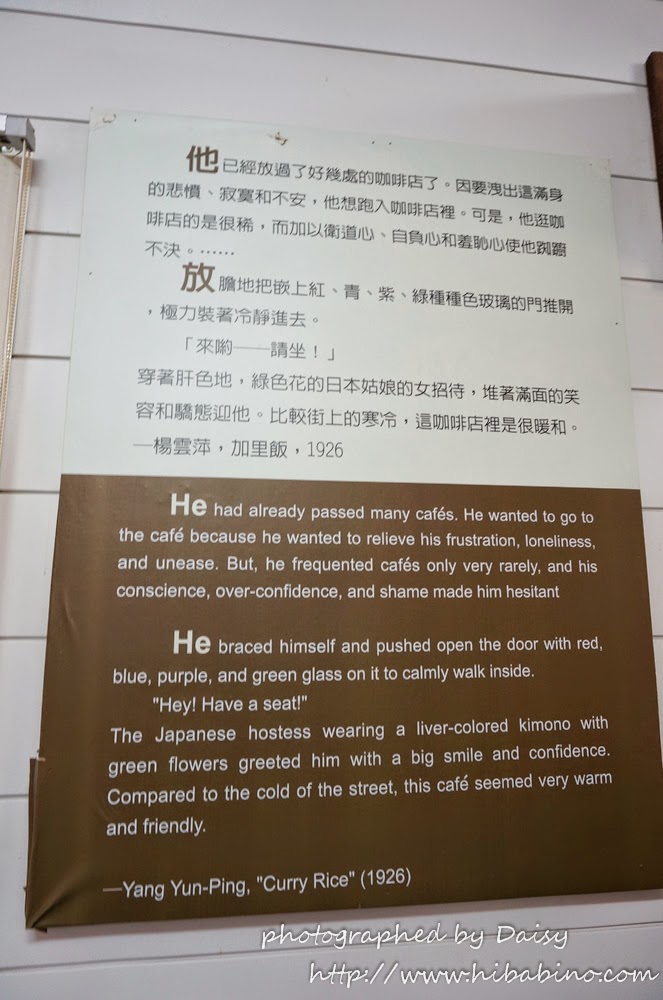 他已經放過了好幾處的咖啡店了。因要洩出這滿身
的悲憤、寂寞和不安，他想跑入咖啡店裡。可是，他逛咖
啡店的是很稀，而加以衛道心、自負心和羞恥心使他踟躕
不決。……
放膽地把嵌上紅、青、紫、綠種種色玻璃的門推開
，極力裝著冷靜進去。
「來喲──請坐！」
穿著肝色地，綠色花的日本姑娘的女招待，堆著滿面的笑
容和驕態迎他。比較街上的寒冷，這咖啡店裡是很暖和。
─楊雲萍，加里飯，1926
He had already passed many cafés. He wanted to go to
the café because he wanted to relieve his frustration, loneliness,
and unease. But, he frequented cafés only very rarely, and his
conscience, over-confidence, and shame made him hesitant
He braced himself and pushed open the door with red,
blue, purple, and green glass on it to calmly walk inside.
"Hey! Have a seat!"
The Japanese hostess wearing a liver-colored kimono with
green flowers greeted him with a big smile and confidence.
Compared to the cold of the street, this café seemed very warm
and friendly.
—Yang Yun-Ping, "Curry Rice" (1926)
photographed by Daisy
http://www.hibabino.com